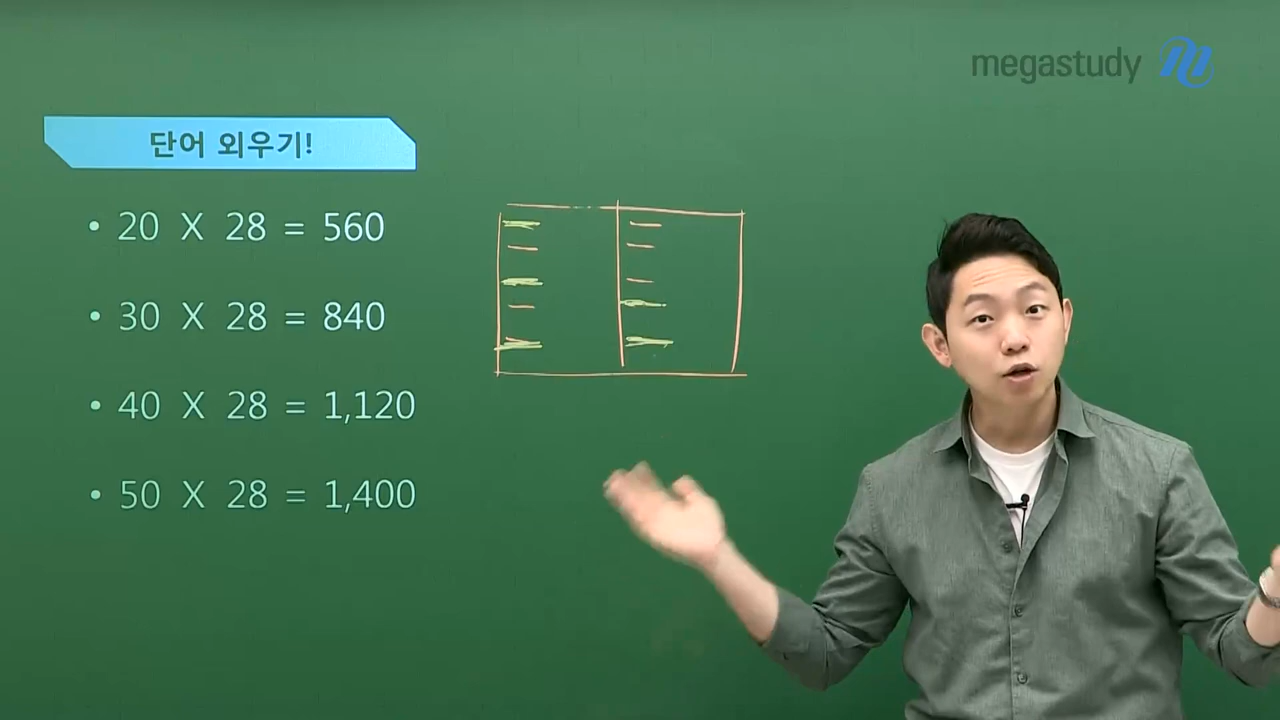 megastudy
단어 외우기!
• 20 X 28 = 560
• 30 X 28 = 840
• 40 X 28 = 1,120
• 50 X 28 = 1,400